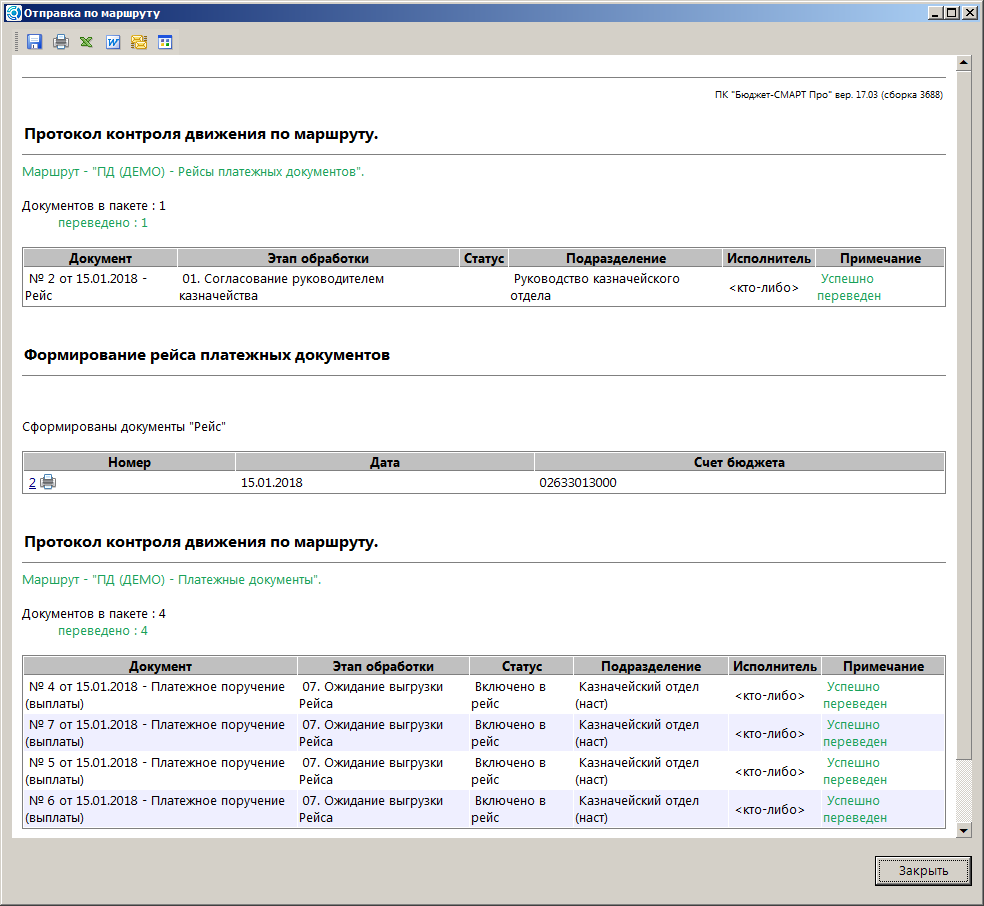 Отправка по маршруту
ПК "Бюджет-СМАРТ Про" вер. 17.03 (сборка 3688)
Протокол контроля движения по маршруту.
Маршрут - "ПД (ДЕМО) - Рейсы платежных документов".
Документов в пакете : 1
переведено : 1
Документ Этап обработки Статус Подразделение Исполнитель Примечание
№ 2 от 15.01.2018 - 01. Согласование руководителем Руководство казначейского Успешно
Рейс казначейства отдела <кто-либо> переведен
Формирование рейса платежных документов
Сформированы документы "Рейс"
Номер Дата Счет бюджета
2 15.01.2018 02633013000
Протокол контроля движения по маршруту.
Маршрут - "ПД (ДЕМО) - Платежные документы".
Документов в пакете : 4
переведено : 4
Документ Этап обработки Статус Подразделение Исполнитель Примечание
№ 4 от 15.01.2018 - Платежное поручение 07. Ожидание выгрузки Включено в Казначейский отдел Успешно
(выплаты) Рейса рейс (наст) <кто-либо> переведен
№ 7 от 15.01.2018 - Платежное поручение 07. Ожидание выгрузки Включено в Казначейский отдел Успешно
(выплаты) Рейса рейс (наст) <кто-либо> переведен
№ 5 от 15.01.2018 - Платежное поручение 07. Ожидание выгрузки Включено в Казначейский отдел Успешно
(выплаты) Рейса рейс (наст) <кто-либо> переведен
№ 6 от 15.01.2018 - Платежное поручение 07. Ожидание выгрузки Включено в Казначейский отдел Успешно
(выплаты) Рейса рейс (наст) <кто-либо> переведен
Закрыть